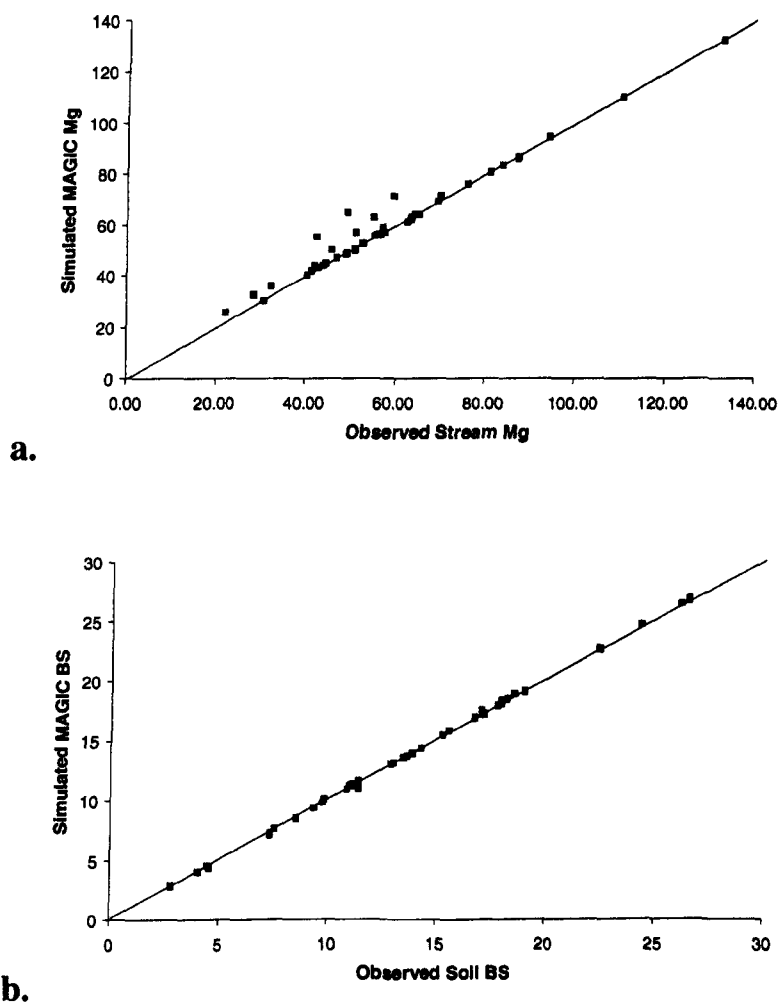 140
120
100
80
60
40
20
0
Simulated MAGIC Mg
0.00 20.00 40.00 60.00 80.00 100.00 120.00 140.00
Observed Stream Mg
a.
30
25
20
15
10
5
0
Simulated MAGIC BS
0 5 10 15 20 25 30
Observed Soil BS
b.